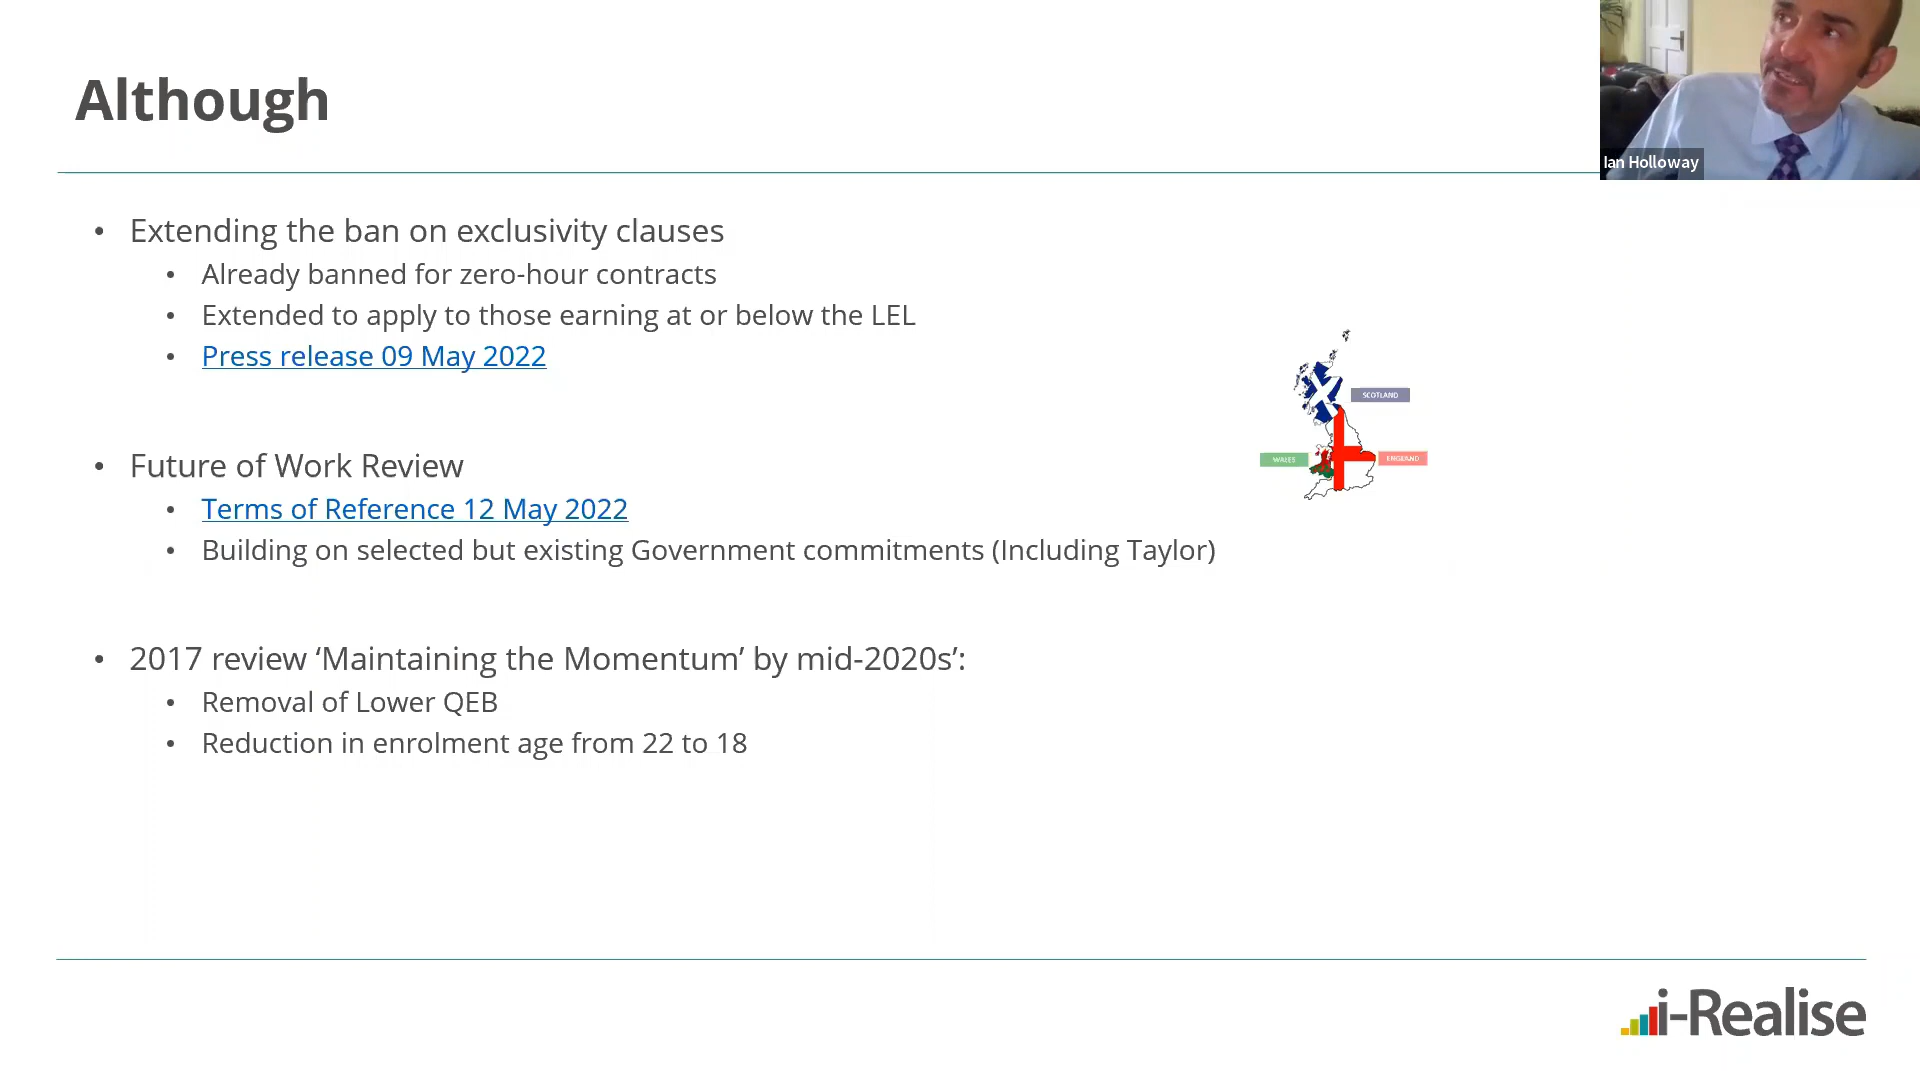 Although
Ian Holloway
• Extending the ban on exclusivity clauses
• Already banned for zero-hour contracts
• Extended to apply to those earning at or below the LEL
• Press release 09 May 2022
SCOTLAND
WALES
ENGLAND
• Future of Work Review
• Terms of Reference 12 May 2022
• Building on selected but existing Government commitments (Including Taylor)
• 2017 review ‘Maintaining the Momentum’ by mid-2020s’:
• Removal of Lower QEB
• Reduction in enrolment age from 22 to 18
i-Realise